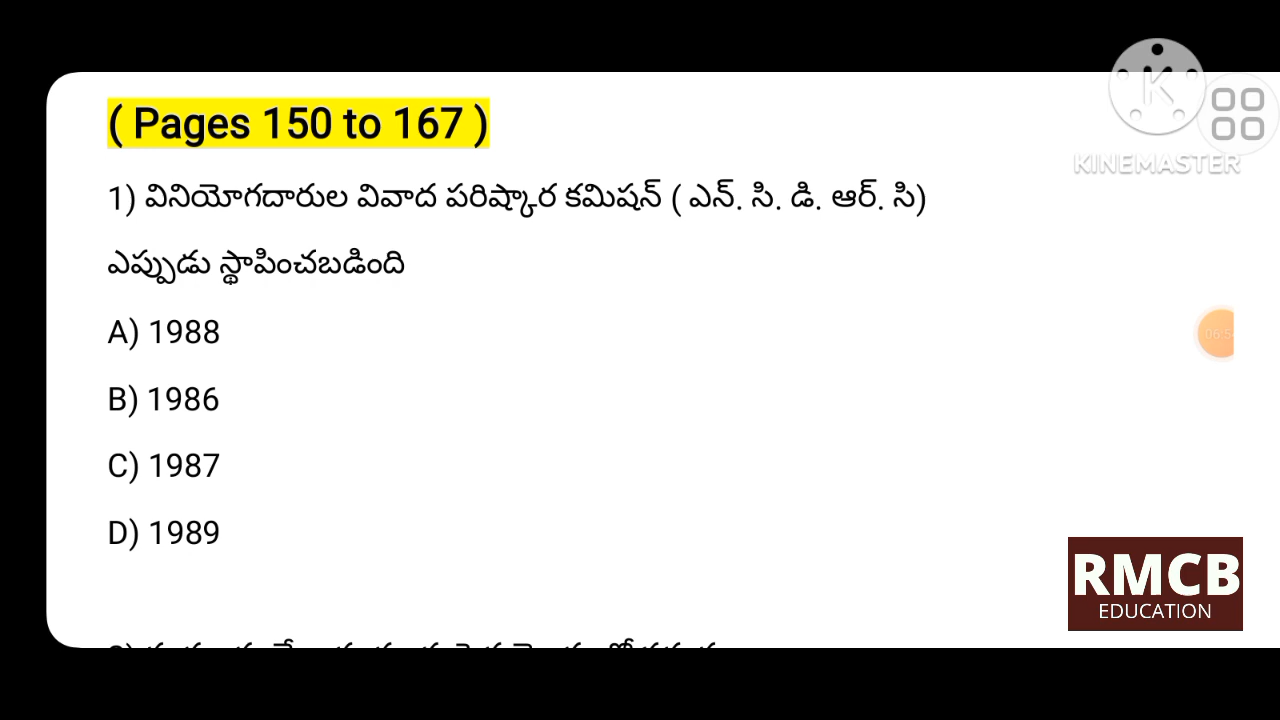 ( Pages 150 to 167 )
KINEMASTER
1) వినియోగదారుల వివాద పరిష్కార కమిషన్ ( ఎన్. సి. డి. ఆర్. సి)
ఎప్పుడు స్థాపించబడింది
A) 1988
B) 1986
C) 1987
D) 1989
RMCB
EDUCATION